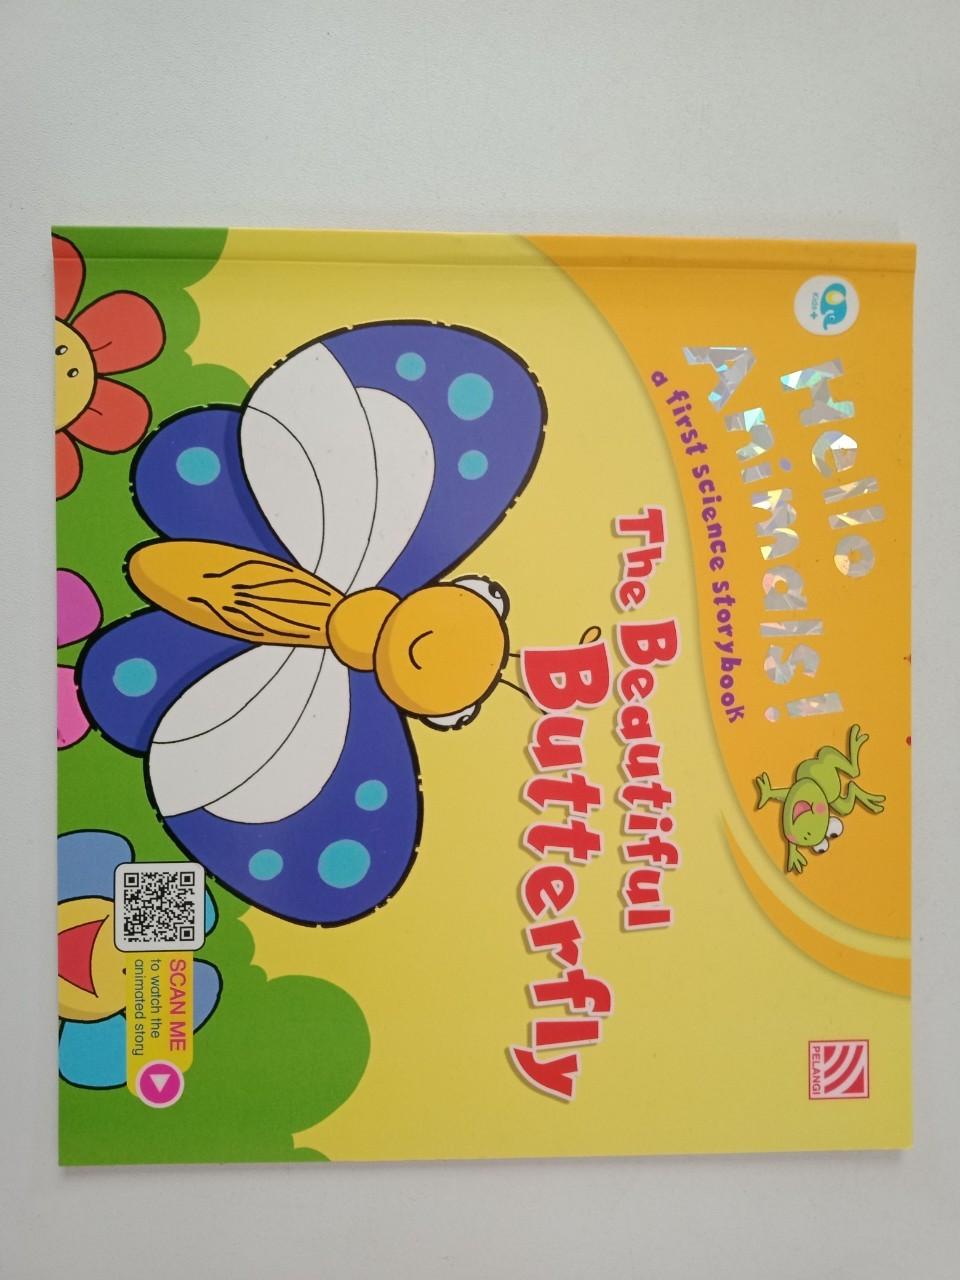 Kids+
Hello
Animals!
a first science storybook
PELANGI
The Beautiful
Butterfly
SCAN ME
to watch the
animated story